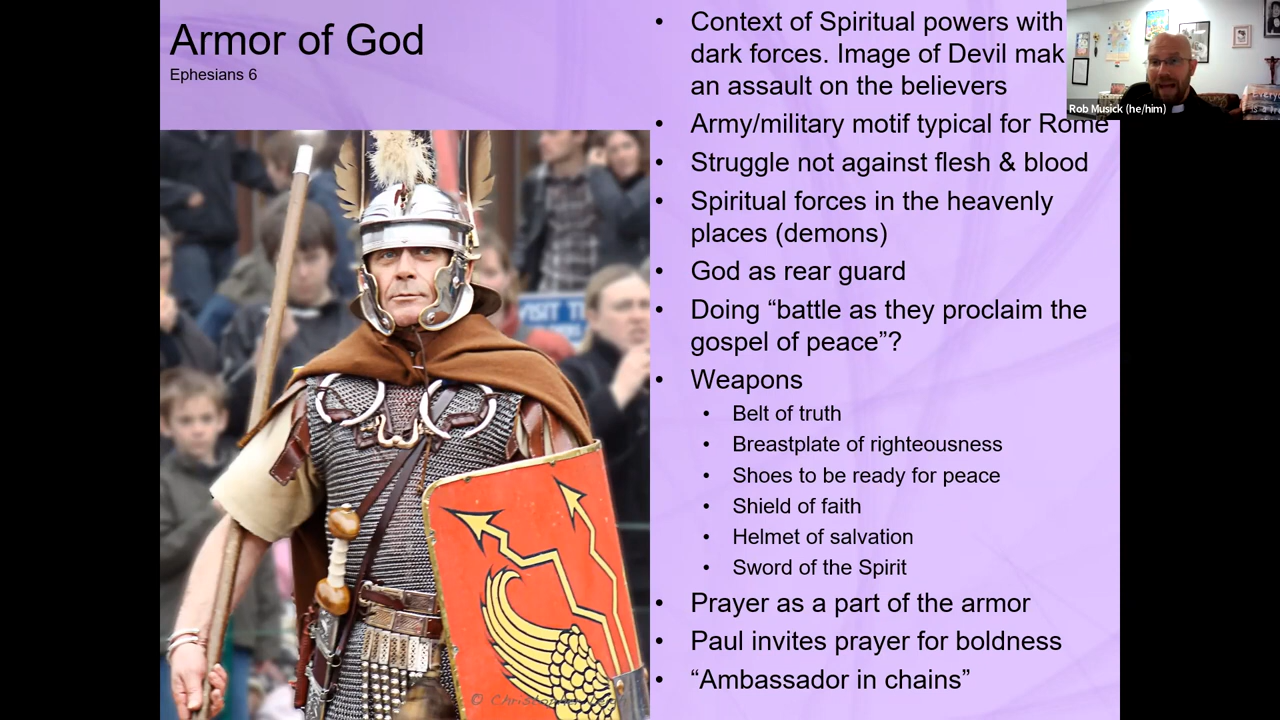 Armor of God
Ephesians 6
• Context of Spiritual powers with
dark forces. Image of Devil mak
an assault on the believers
• Army/military motif typical for Rome
• Struggle not against flesh & blood
• Spiritual forces in the heavenly
places (demons)
• God as rear guard
• Doing “battle as they proclaim the
gospel of peace”?
• Weapons
• Belt of truth
• Breastplate of righteousness
• Shoes to be ready for peace
• Shield of faith
• Helmet of salvation
• Sword of the Spirit
• Prayer as a part of the armor
• Paul invites prayer for boldness
• “Ambassador in chains”
Rob Musick (he/him)
VISIT
©